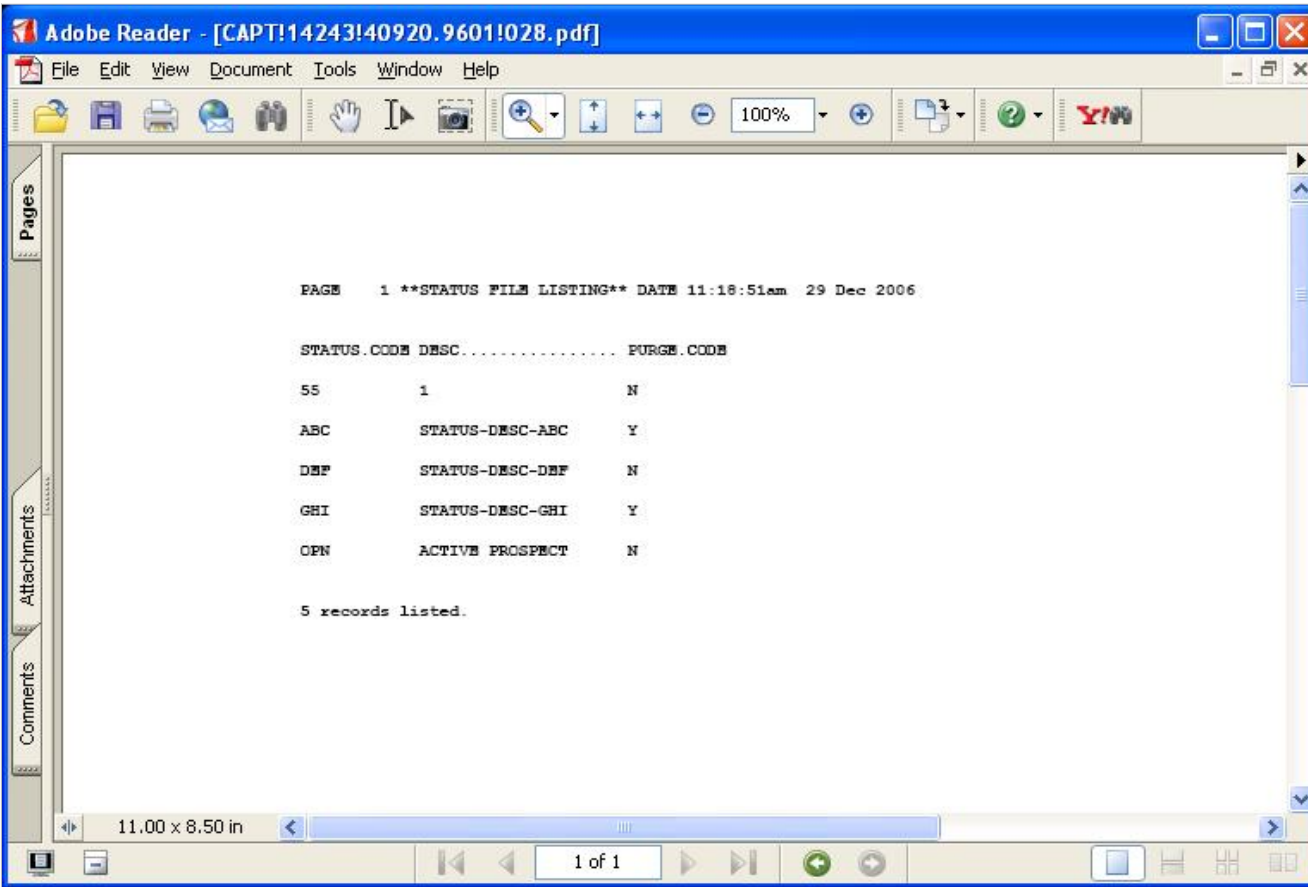 Adobe Reader - [CAPT!14243!40920.9601!028.pdf]
File Edit View Document Tools Window Help
100%
Y!
Pages
Attachments
Comments
PAGE 1 **STATUS FILE LISTING** DATE 11:18:51am 29 Dec 2006
STATUS.CODE DESC................ PURGE.CODE
55 1 N
ABC STATUS-DESC-ABC Y
DEF STATUS-DESC-DEF N
GHI STATUS-DESC-GHI Y
OPN ACTIVE PROSPECT N
5 records listed.
11.00 x 8.50 in
1 of 1